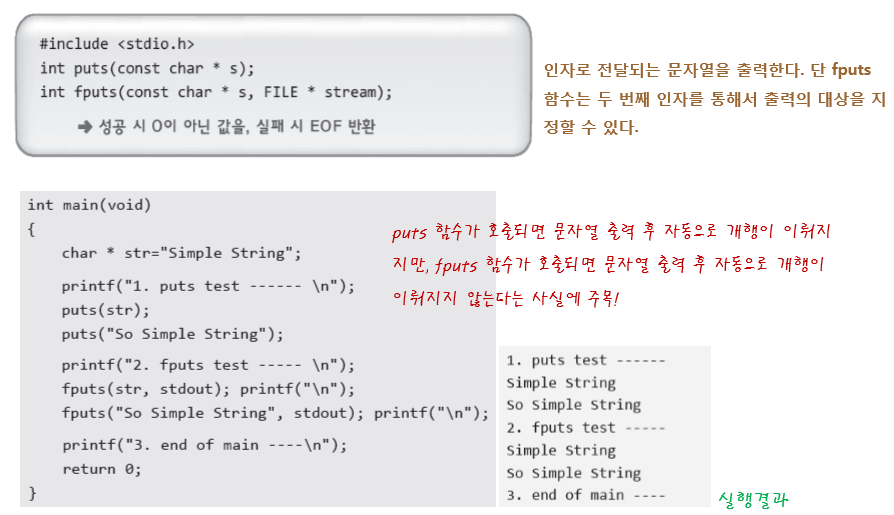 #include <stdio.h>
int puts(const char * s);
int fputs(const char * s, FILE * stream);
➔ 성공 시 0이 아닌 값을, 실패 시 EOF 반환
인자로 전달되는 문자열을 출력한다. 단 fputs
함수는 두 번째 인자를 통해서 출력의 대상을 지
정할 수 있다.
int main(void)
{
char * str="Simple String";
printf("1. puts test ------ \n");
puts(str);
puts("So Simple String");
printf("2. fputs test ----- \n");
fputs(str, stdout); printf("\n");
fputs("So Simple String", stdout); printf("\n");
printf("3. end of main ----\n");
return 0;
}
puts 함수가 호출되면 문자열 출력 후 자동으로 개행이 이뤄지
지만, fputs 함수가 호출되면 문자열 출력 후 자동으로 개행이
이뤄지지 않는다는 사실에 주목!
1. puts test ------
Simple String
So Simple String
2. fputs test -----
Simple String
So Simple String
3. end of main ----
실행결과